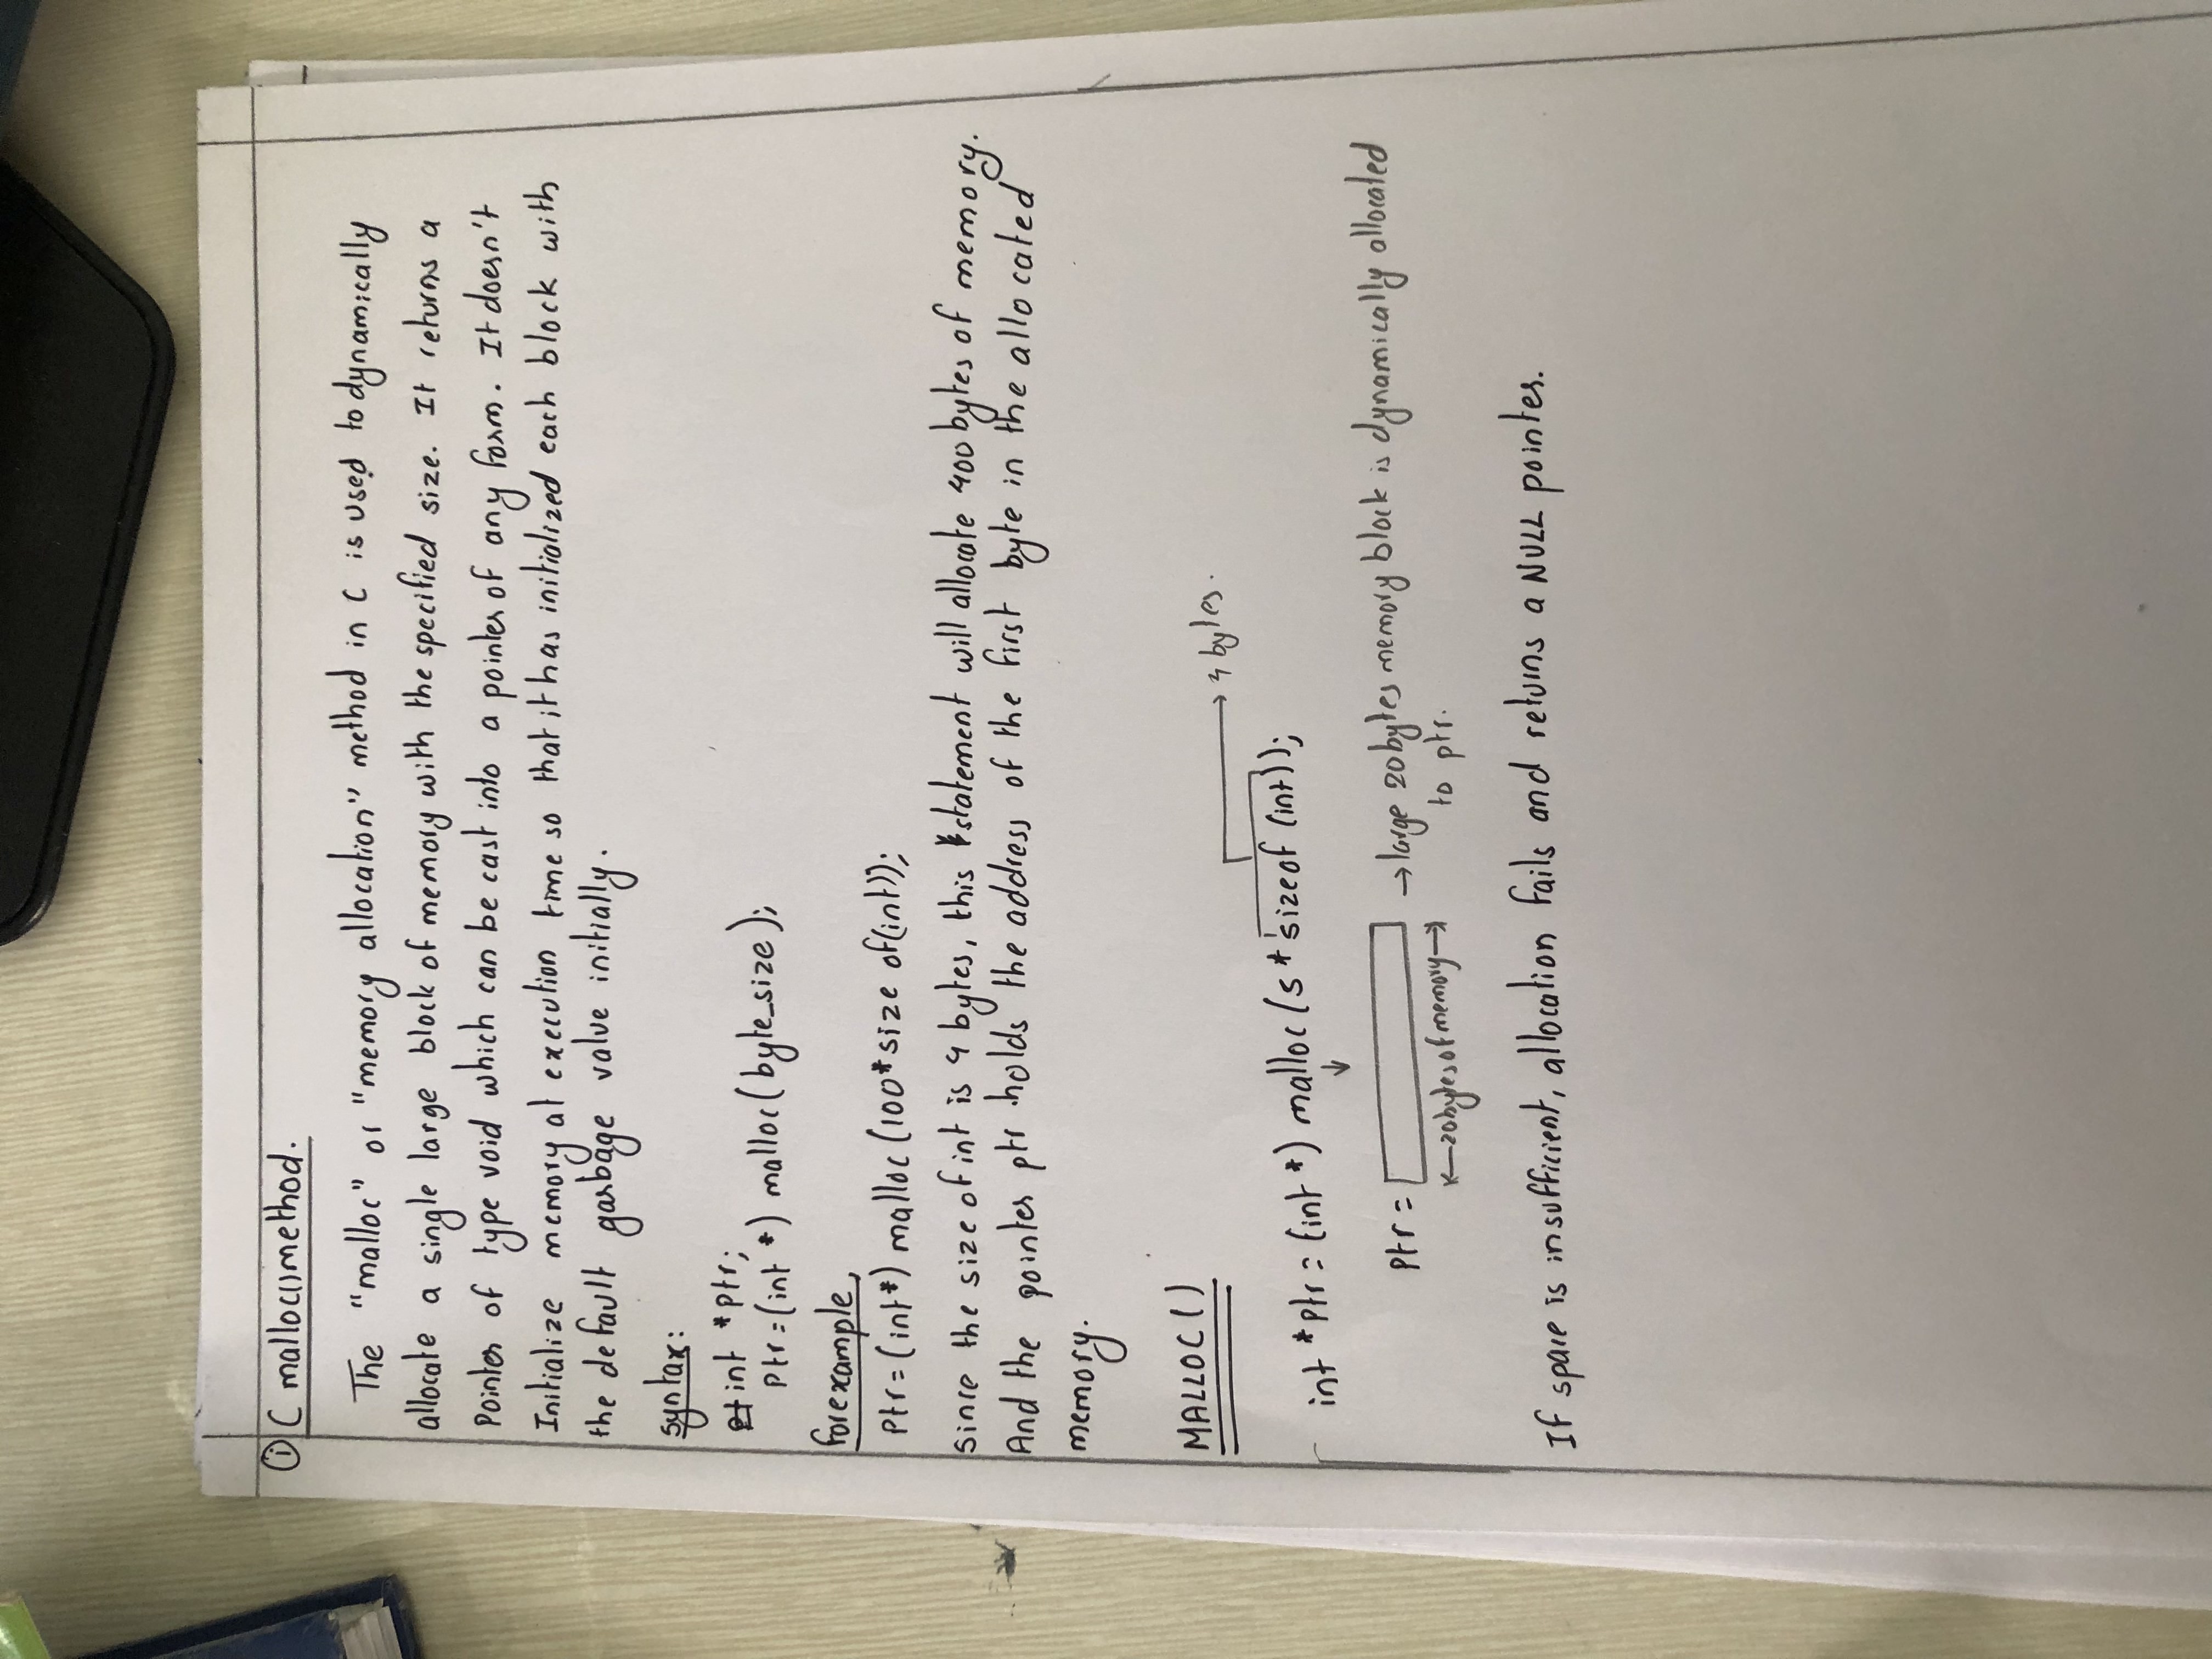 ① C malloc() method.
The "malloc" or "memory allocation" method in C is used to dynamically
allocate a single large block of memory with the specified size. It returns a
Pointer of type void which can be cast into a pointer of any form. It doesn't
Initialize memory at execution time so that it has initialized each block with
the default garbage value initially.
syntax:
int *ptr;
Ptr=(int *) malloc(byte_size);
for example,
Ptr=(int*) malloc (100*size of(int));
since the size of int is 4 bytes, this statement will allocate 400 bytes of memory.
And the pointer ptr holds the address of the first byte in the allocated
memory.
MALLOC()
→ 4 bytes.
int *ptr = (int *) malloc (5 * sizeof (int));
↓
Ptr = → large 20 bytes memory block is dynamically allocated
←20 bytes of memory→ to ptr.
If space is insufficient, allocation fails and returns a NULL pointer.